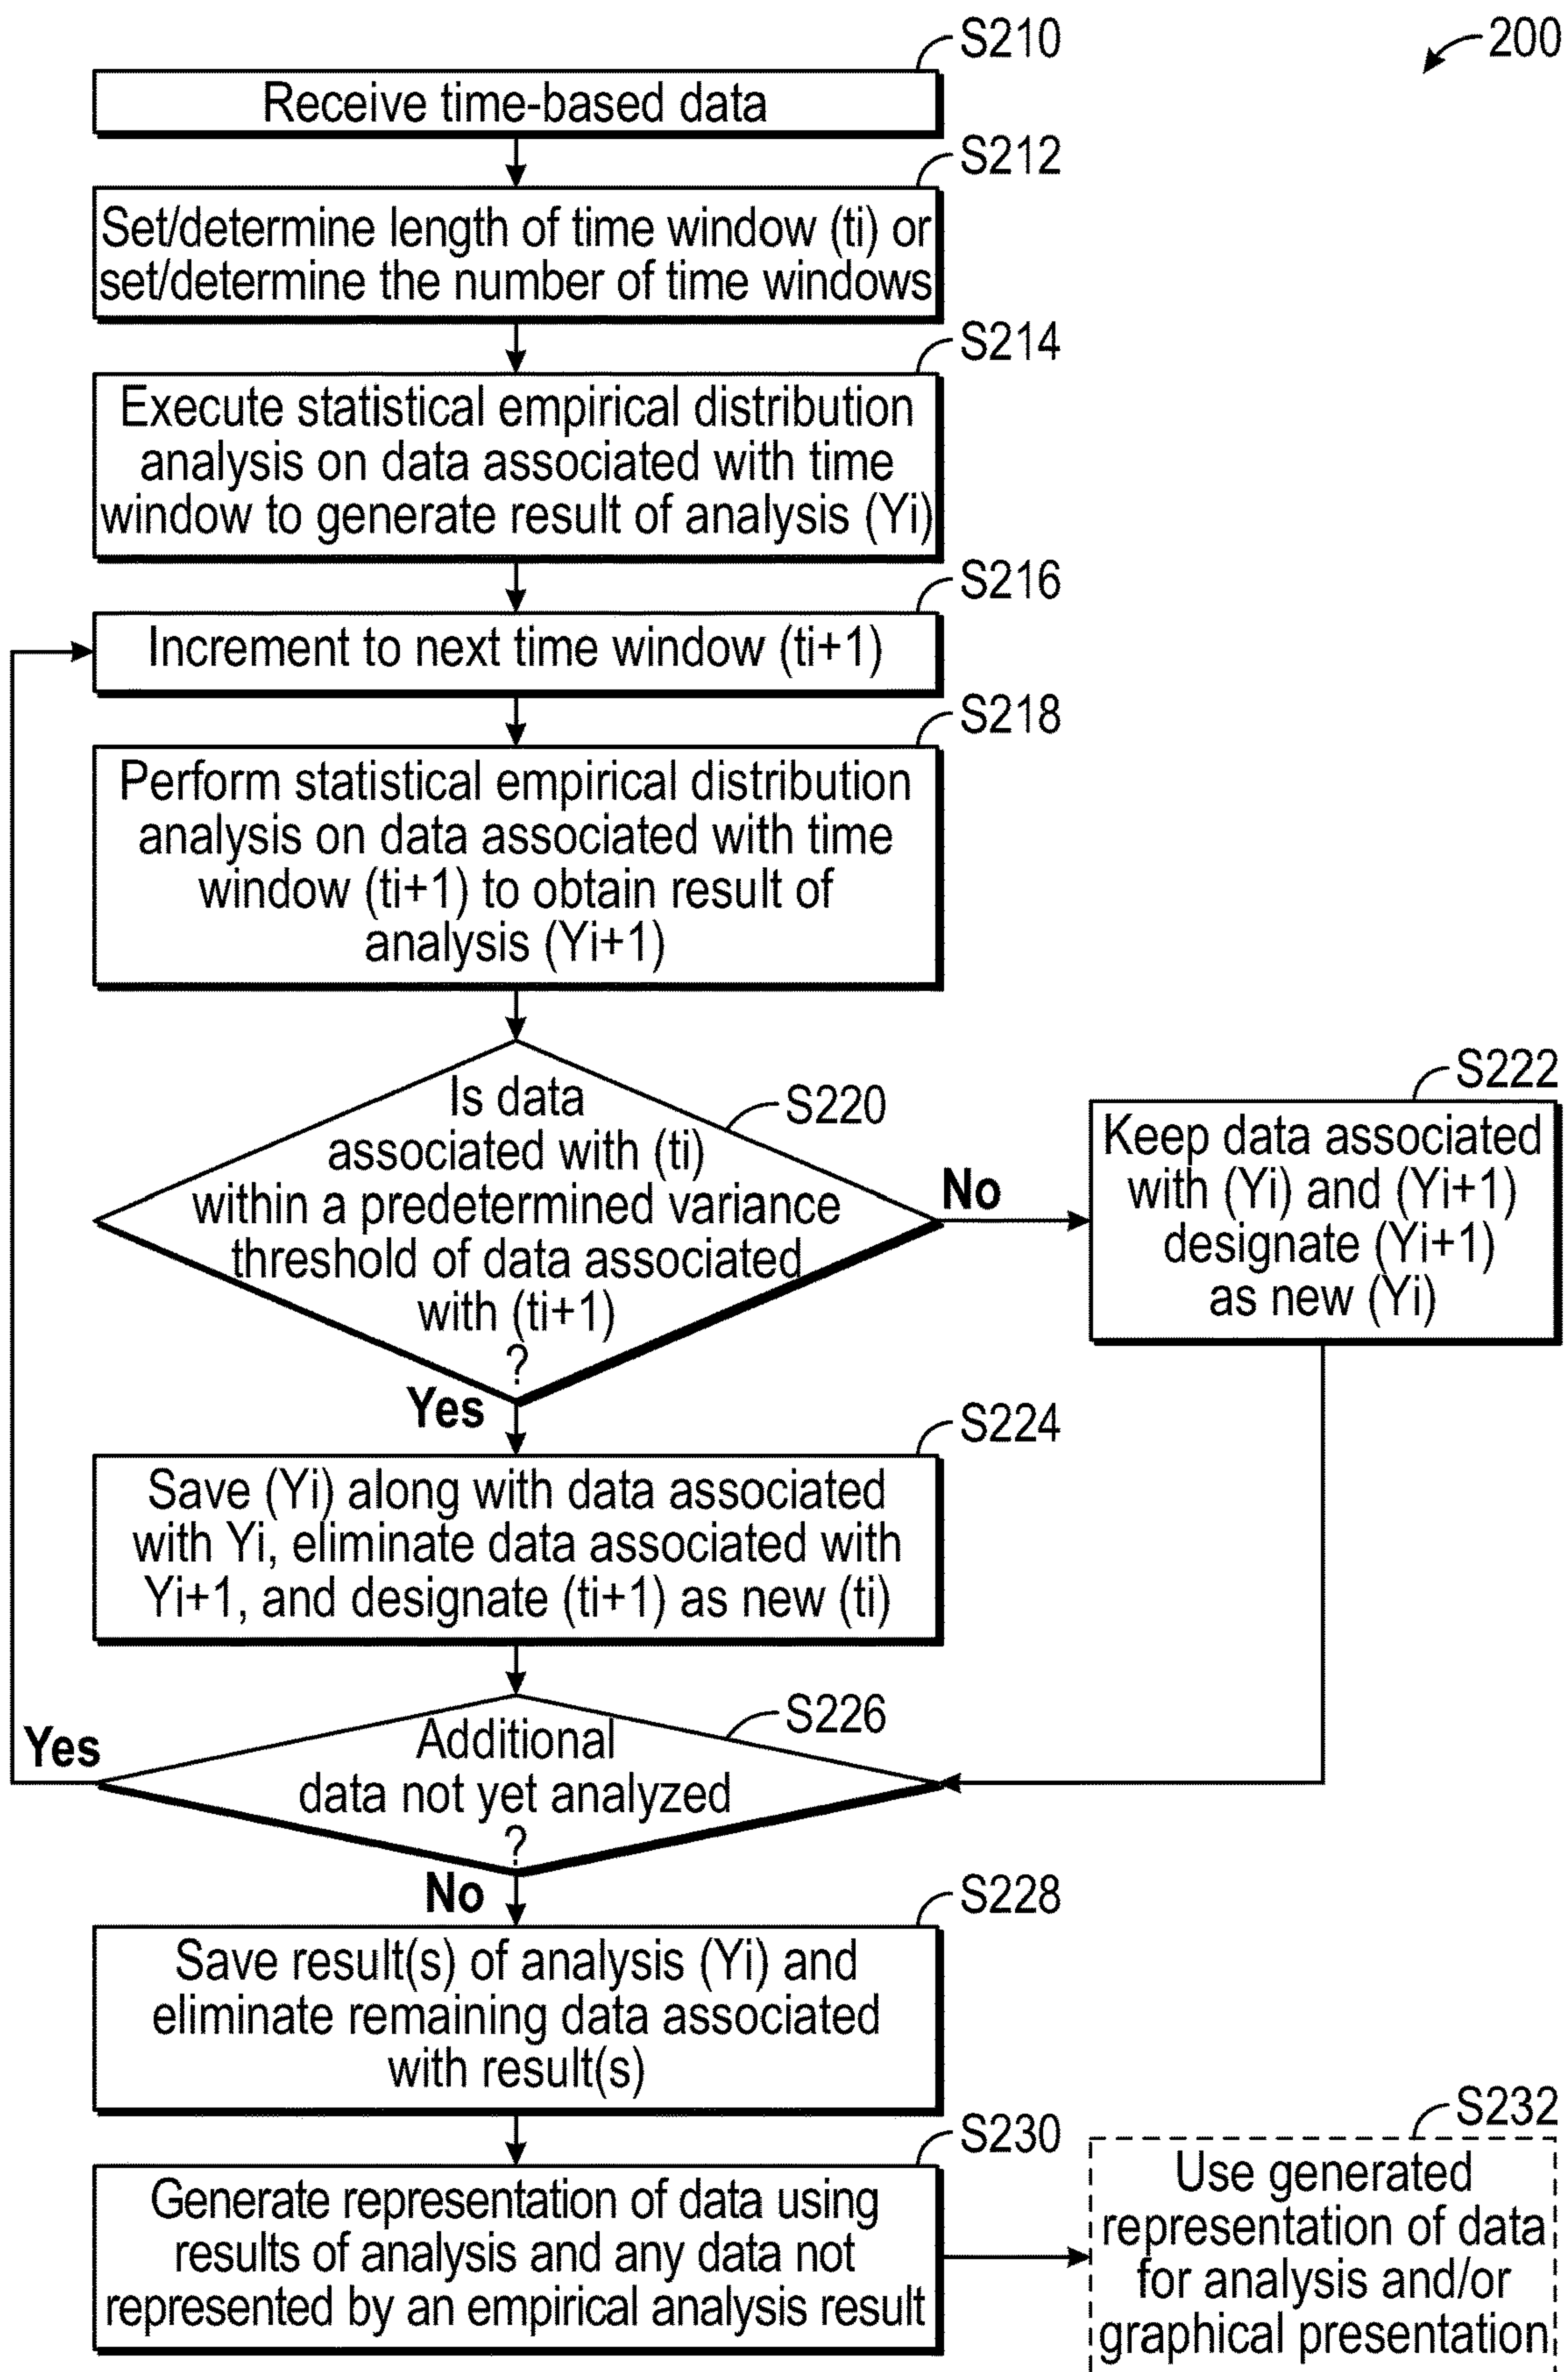 200
S210
Receive time-based data
S212
Set/determine length of time window (ti) or
set/determine the number of time windows
S214
Execute statistical empirical distribution
analysis on data associated with time
window to generate result of analysis (Yi)
S216
Increment to next time window (ti+1)
S218
Perform statistical empirical distribution
analysis on data associated with time
window (ti+1) to obtain result of
analysis (Yi+1)
S220
Is data
associated with (ti)
within a predetermined variance
threshold of data associated
with (ti+1)
?
No
S222
Keep data associated
with (Yi) and (Yi+1)
designate (Yi+1)
as new (Yi)
Yes
S224
Save (Yi) along with data associated
with Yi, eliminate data associated with
Yi+1, and designate (ti+1) as new (ti)
S226
Additional
data not yet analyzed
?
Yes
No
S228
Save result(s) of analysis (Yi) and
eliminate remaining data associated
with result(s)
S230
Generate representation of data using
results of analysis and any data not
represented by an empirical analysis result
S232
Use generated
representation of data
for analysis and/or
graphical presentation